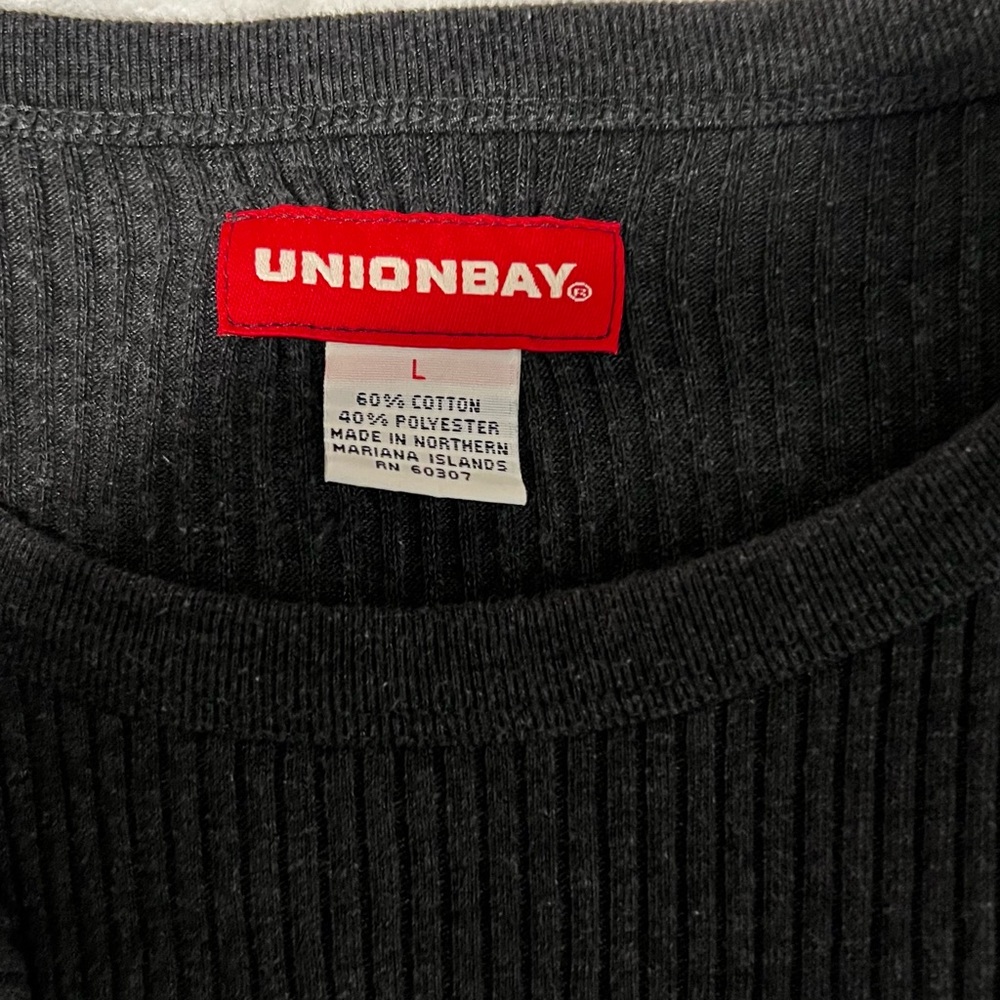 UNIONBAY®
L
60% COTTON
40% POLYESTER
MADE IN NORTHERN
MARIANA ISLANDS
RN 60307